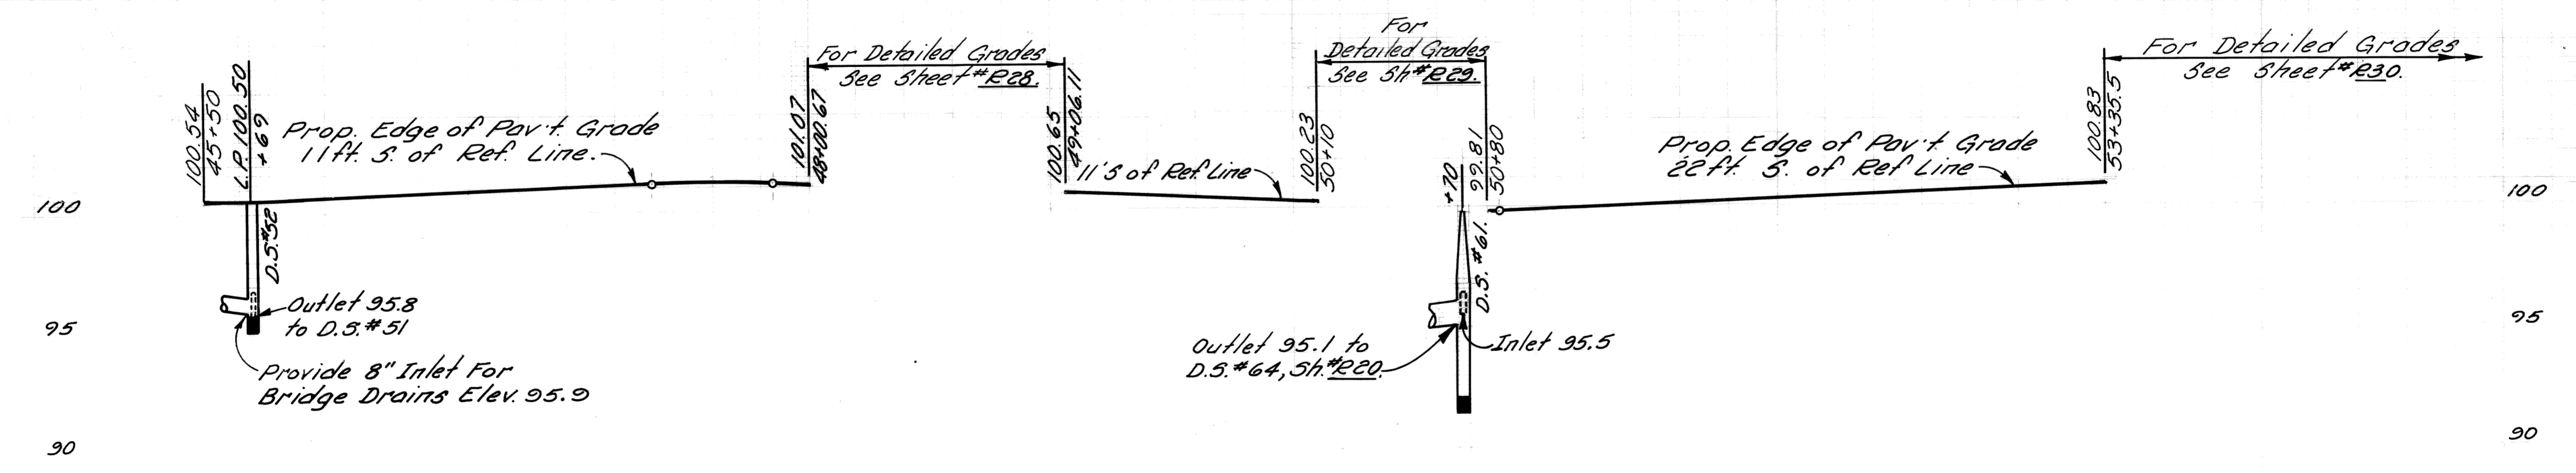 100.54
45+50
L.P. 100.50
+69
Prop. Edge of Pav't. Grade
11ft. S. of Ref. Line.
101.07
48+00.67
For Detailed Grades
See Sheet #R28.
100.65
49+06.11
11'S of Ref. Line
100.23
50+10
For
Detailed Grades
See Sh #R29.
+70
99.81
50+80
Prop. Edge of Pav't. Grade
22ft. S. of Ref Line
100.83
53+35.5
For Detailed Grades
See Sheet #R30.
100
100
D.S.#52
D.S. #61.
Outlet 95.8
to D.S.#51
95
95
Provide 8" Inlet For
Bridge Drains Elev. 95.9
Outlet 95.1 to
D.S.#64, Sh.#R20.
Inlet 95.5
90
90